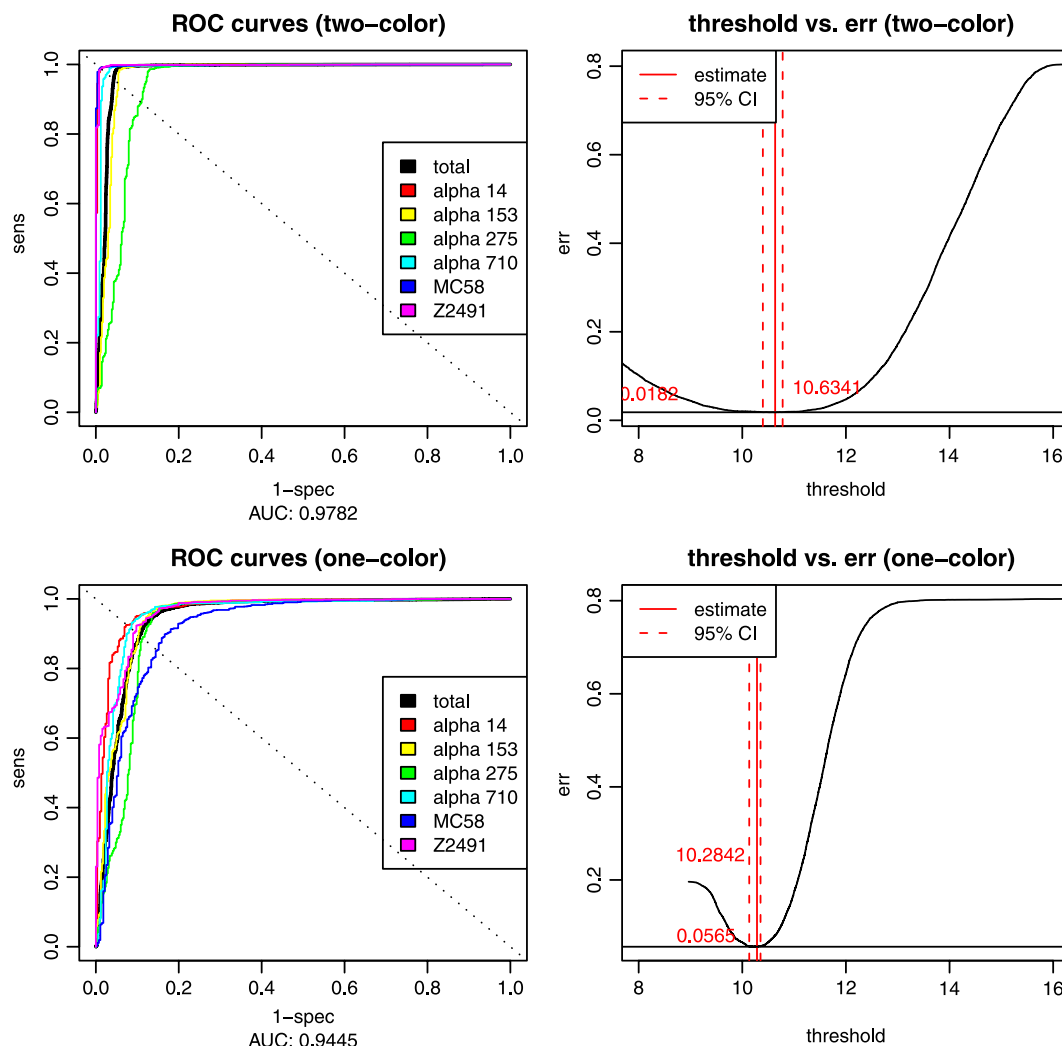 ROC curves (two−color)
sens
0.0 0.2 0.4 0.6 0.8 1.0
total
alpha 14
alpha 153
alpha 275
alpha 710
MC58
Z2491
0.0 0.2 0.4 0.6 0.8 1.0
1−spec
AUC: 0.9782
threshold vs. err (two−color)
err
0.0 0.2 0.4 0.6 0.8
estimate
95% CI
0.0182
10.6341
8 10 12 14 16
threshold
ROC curves (one−color)
sens
0.0 0.2 0.4 0.6 0.8 1.0
total
alpha 14
alpha 153
alpha 275
alpha 710
MC58
Z2491
0.0 0.2 0.4 0.6 0.8 1.0
1−spec
AUC: 0.9445
threshold vs. err (one−color)
err
0.2 0.4 0.6 0.8
estimate
95% CI
10.2842
0.0565
8 10 12 14 16
threshold